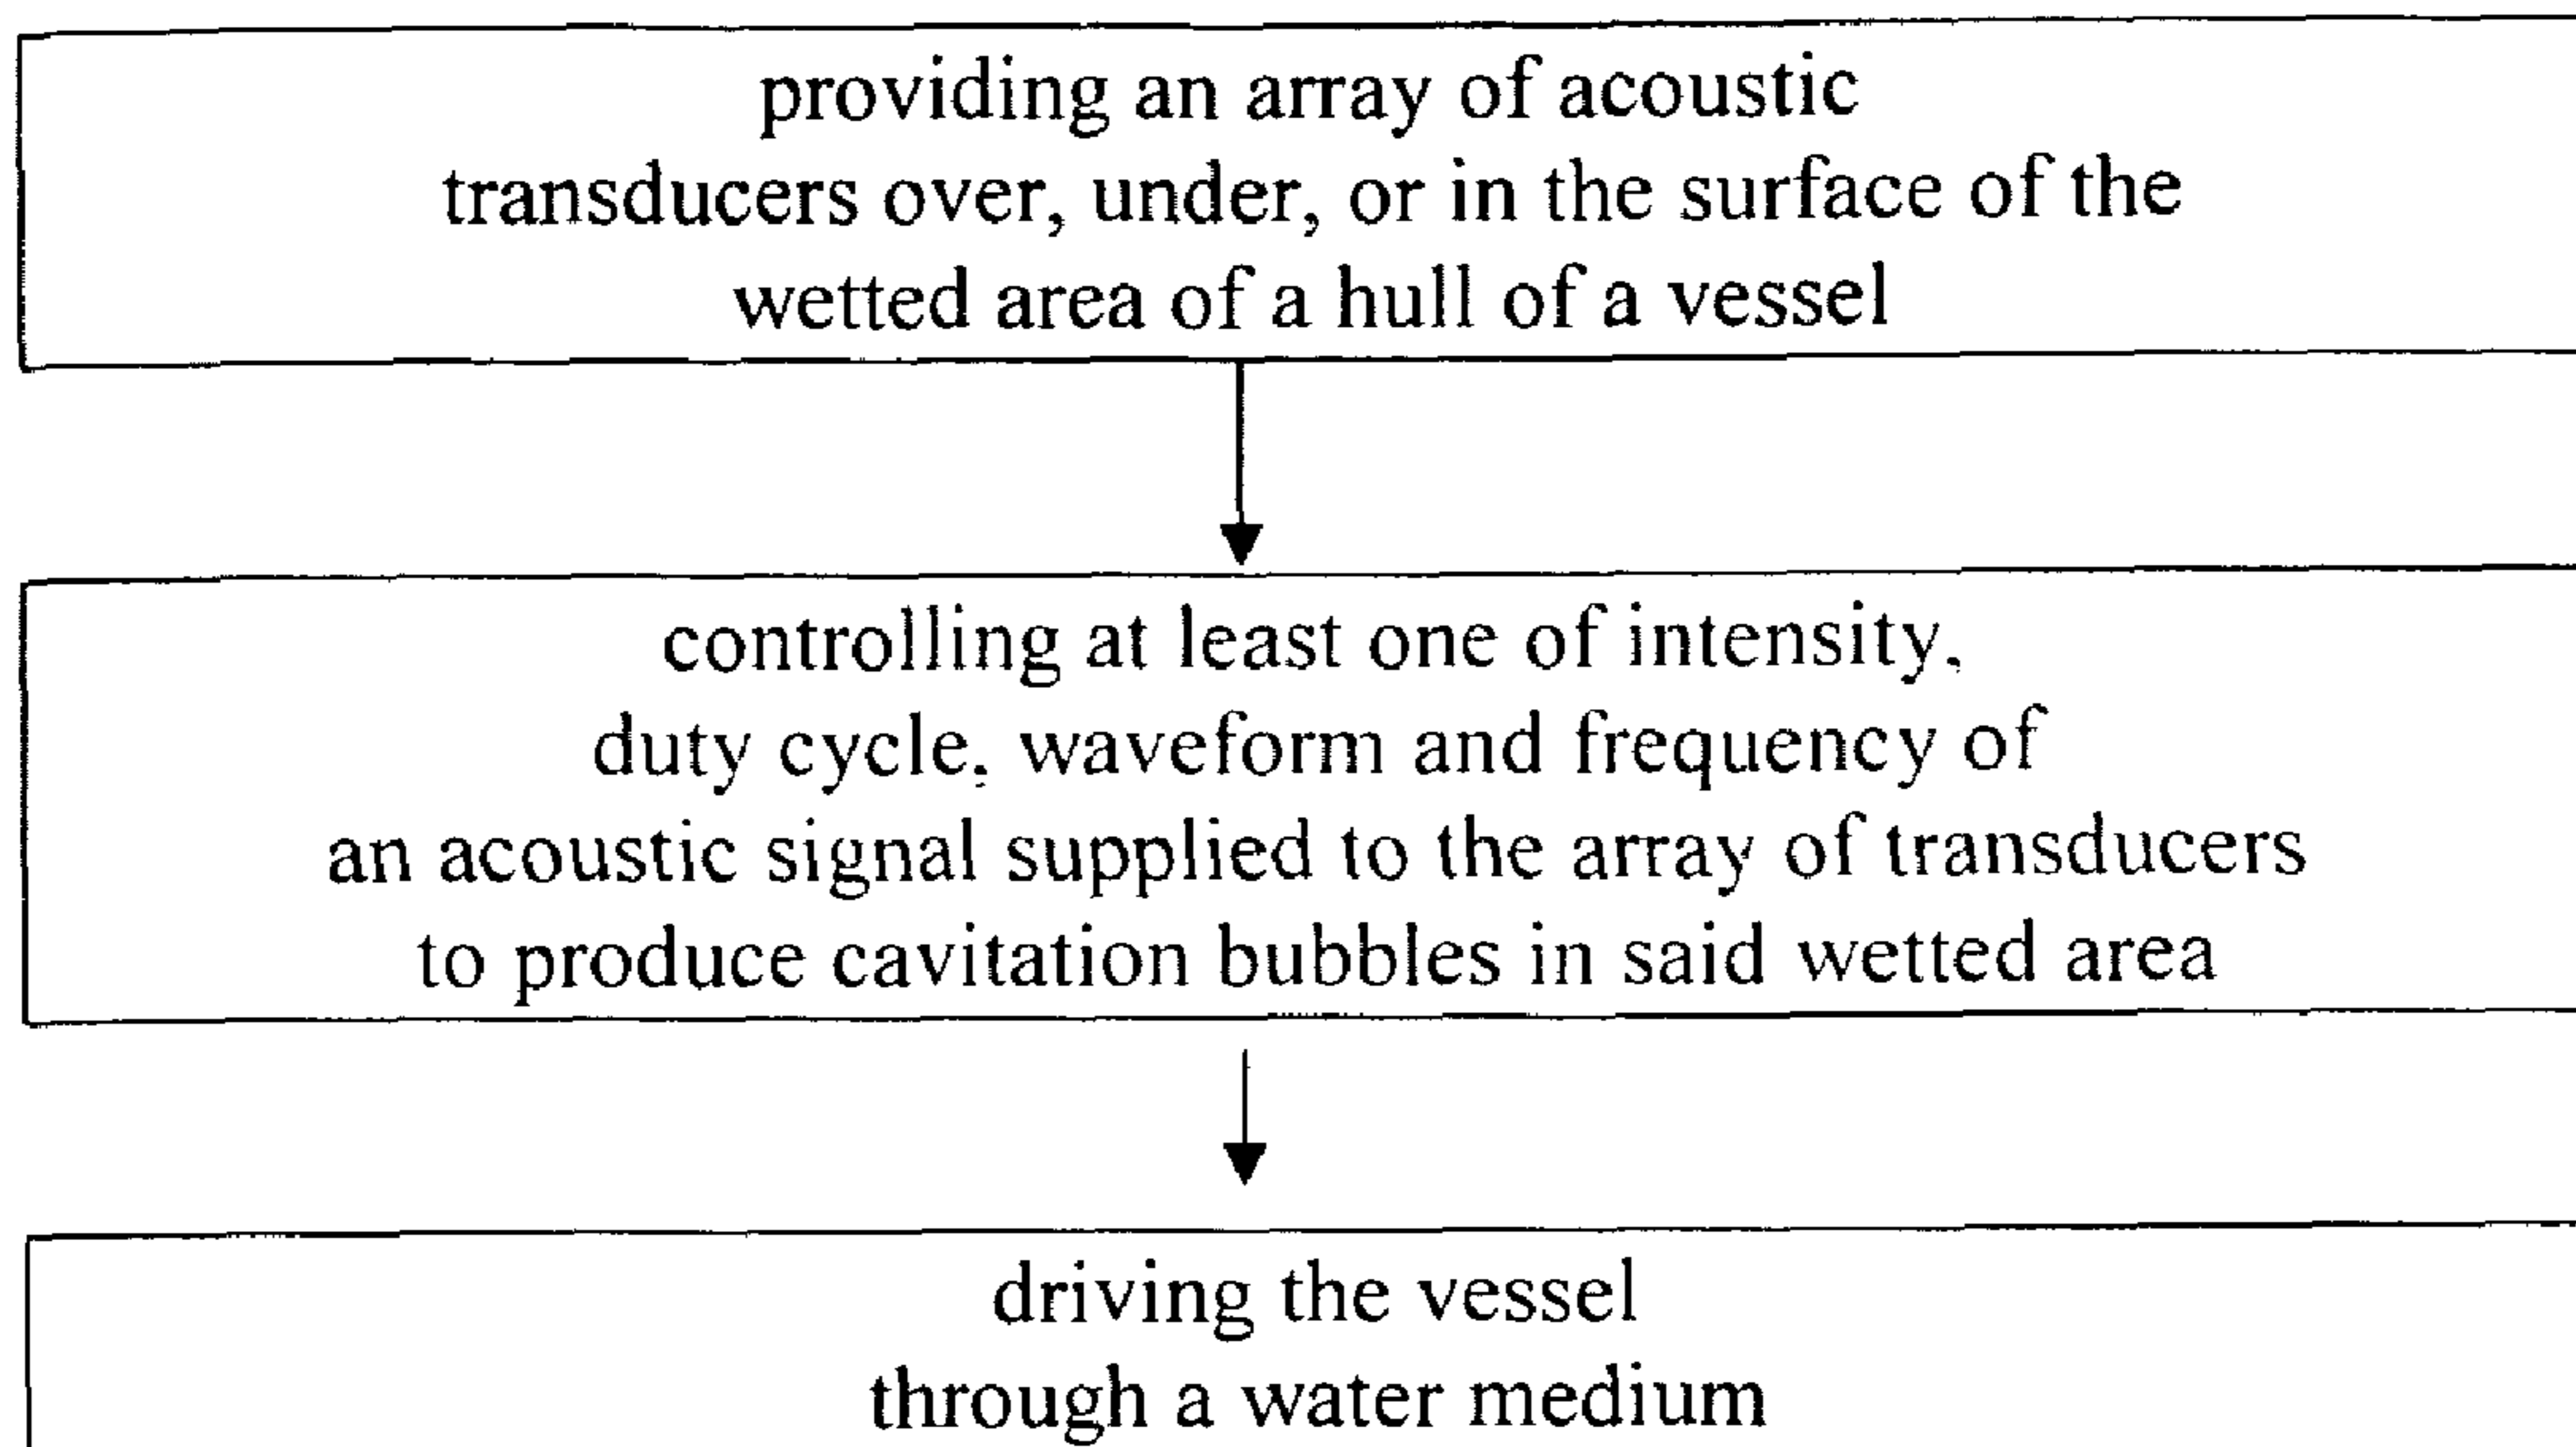 providing an array of acoustic
transducers over, under, or in the surface of the
wetted area of a hull of a vessel
controlling at least one of intensity,
duty cycle, waveform and frequency of
an acoustic signal supplied to the array of transducers
to produce cavitation bubbles in said wetted area
driving the vessel
through a water medium